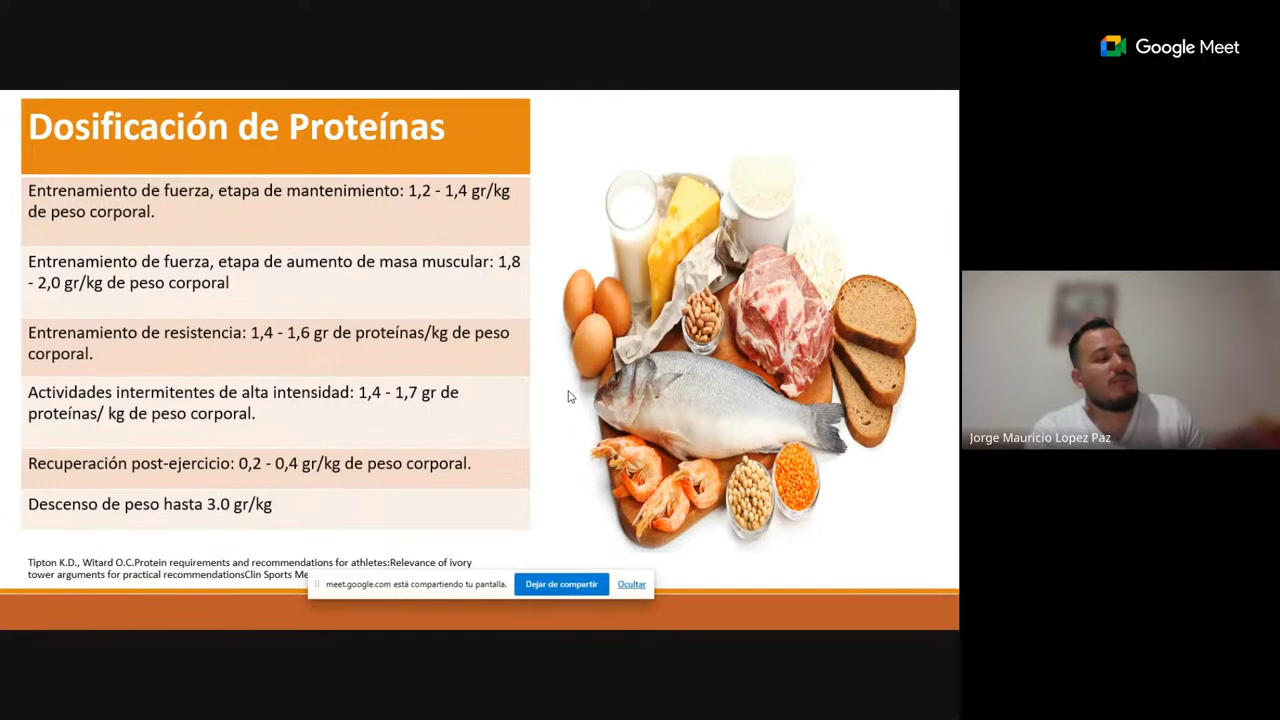 Google Meet
Dosificación de Proteínas
Entrenamiento de fuerza, etapa de mantenimiento: 1,2 - 1,4 gr/kg
de peso corporal.
Entrenamiento de fuerza, etapa de aumento de masa muscular: 1,8
- 2,0 gr/kg de peso corporal
Entrenamiento de resistencia: 1,4 - 1,6 gr de proteínas/kg de peso
corporal.
Actividades intermitentes de alta intensidad: 1,4 - 1,7 gr de
proteínas/ kg de peso corporal.
Recuperación post-ejercicio: 0,2 - 0,4 gr/kg de peso corporal.
Descenso de peso hasta 3.0 gr/kg
Tipton K.D., Witard O.C.Protein requirements and recommendations for athletes:Relevance of ivory
tower arguments for practical recommendationsClin Sports Me
meet.google.com está compartiendo tu pantalla.
Dejar de compartir
Ocultar
Jorge Mauricio Lopez Paz